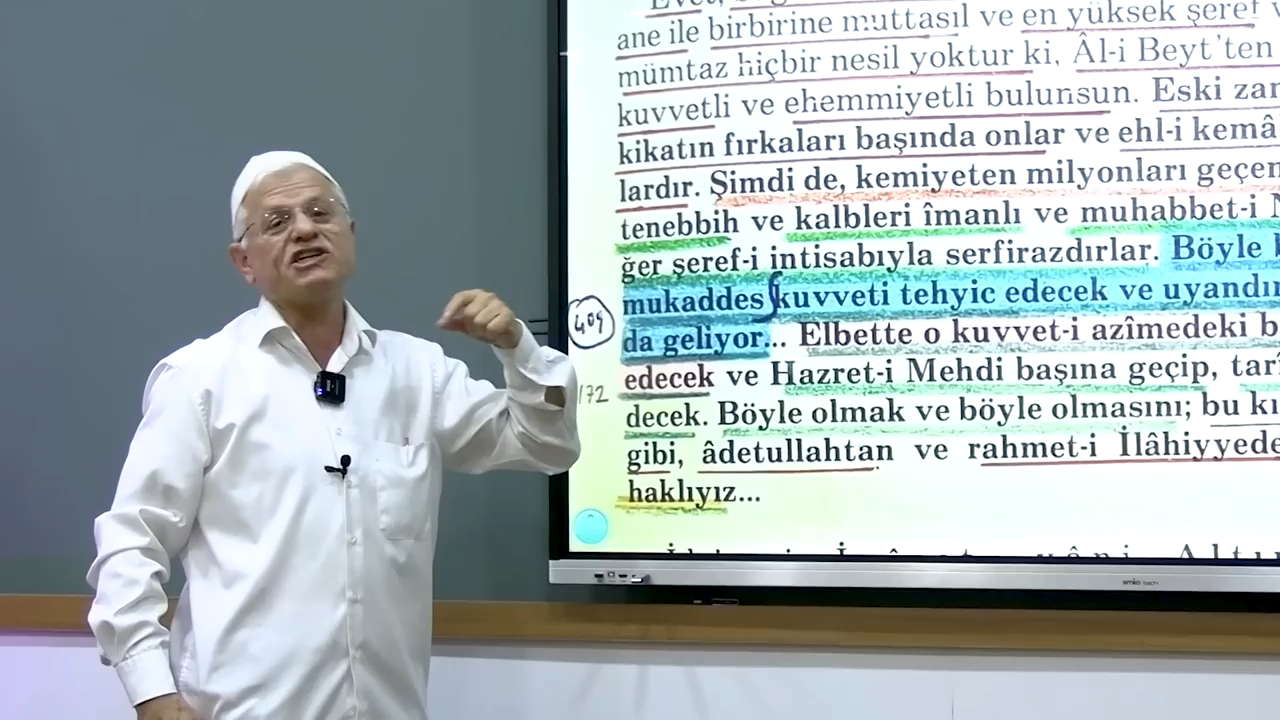 Evet,
ane ile birbirine muttasıl ve en yüksek şeref
mümtaz hiçbir nesil yoktur ki, Âl-i Beyt'ten
kuvvetli ve ehemmiyetli bulunsun. Eski zam
kikatın fırkaları başında onlar ve ehl-i kemâ
lardır. Şimdi de, kemiyeten milyonları geçen
tenebbih ve kalbleri îmanlı ve muhabbet-i N
ğer şeref-i intisabıyla serfirazdırlar. Böyle b
mukaddes kuvveti tehyic edecek ve uyandır
da geliyor... Elbette o kuvvet-i azîmedeki b
edecek ve Hazret-i Mehdi başına geçip, tar
decek. Böyle olmak ve böyle olmasını; bu kı
gibi, âdetullahtan ve rahmet-i İlâhiyyede
haklıyız...
404
172